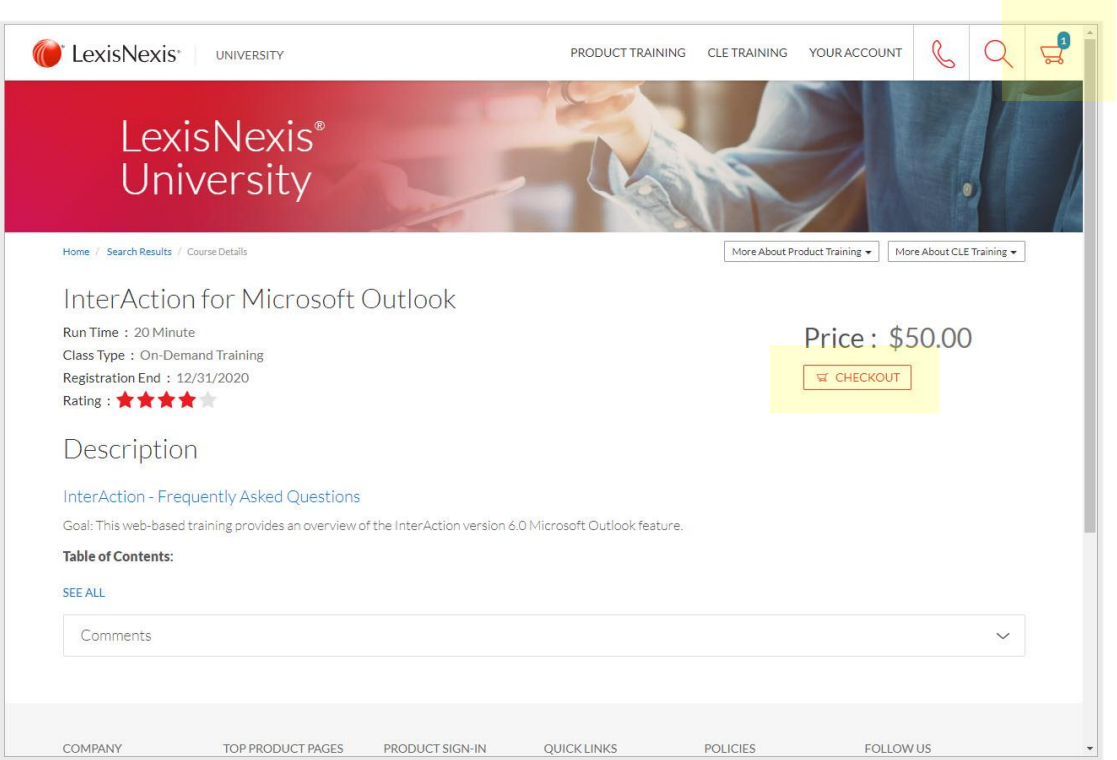 LexisNexis® UNIVERSITY PRODUCT TRAINING CLE TRAINING YOUR ACCOUNT 1
LexisNexis®
University
Home / Search Results / Course Details More About Product Training More About CLE Training
InterAction for Microsoft Outlook
Run Time : 20 Minute
Class Type : On-Demand Training
Registration End : 12/31/2020
Rating :
Price : $50.00
CHECKOUT
Description
InterAction - Frequently Asked Questions
Goal: This web-based training provides an overview of the InterAction version 6.0 Microsoft Outlook feature.
Table of Contents:
SEE ALL
Comments
COMPANY TOP PRODUCT PAGES PRODUCT SIGN-IN QUICK LINKS POLICIES FOLLOW US